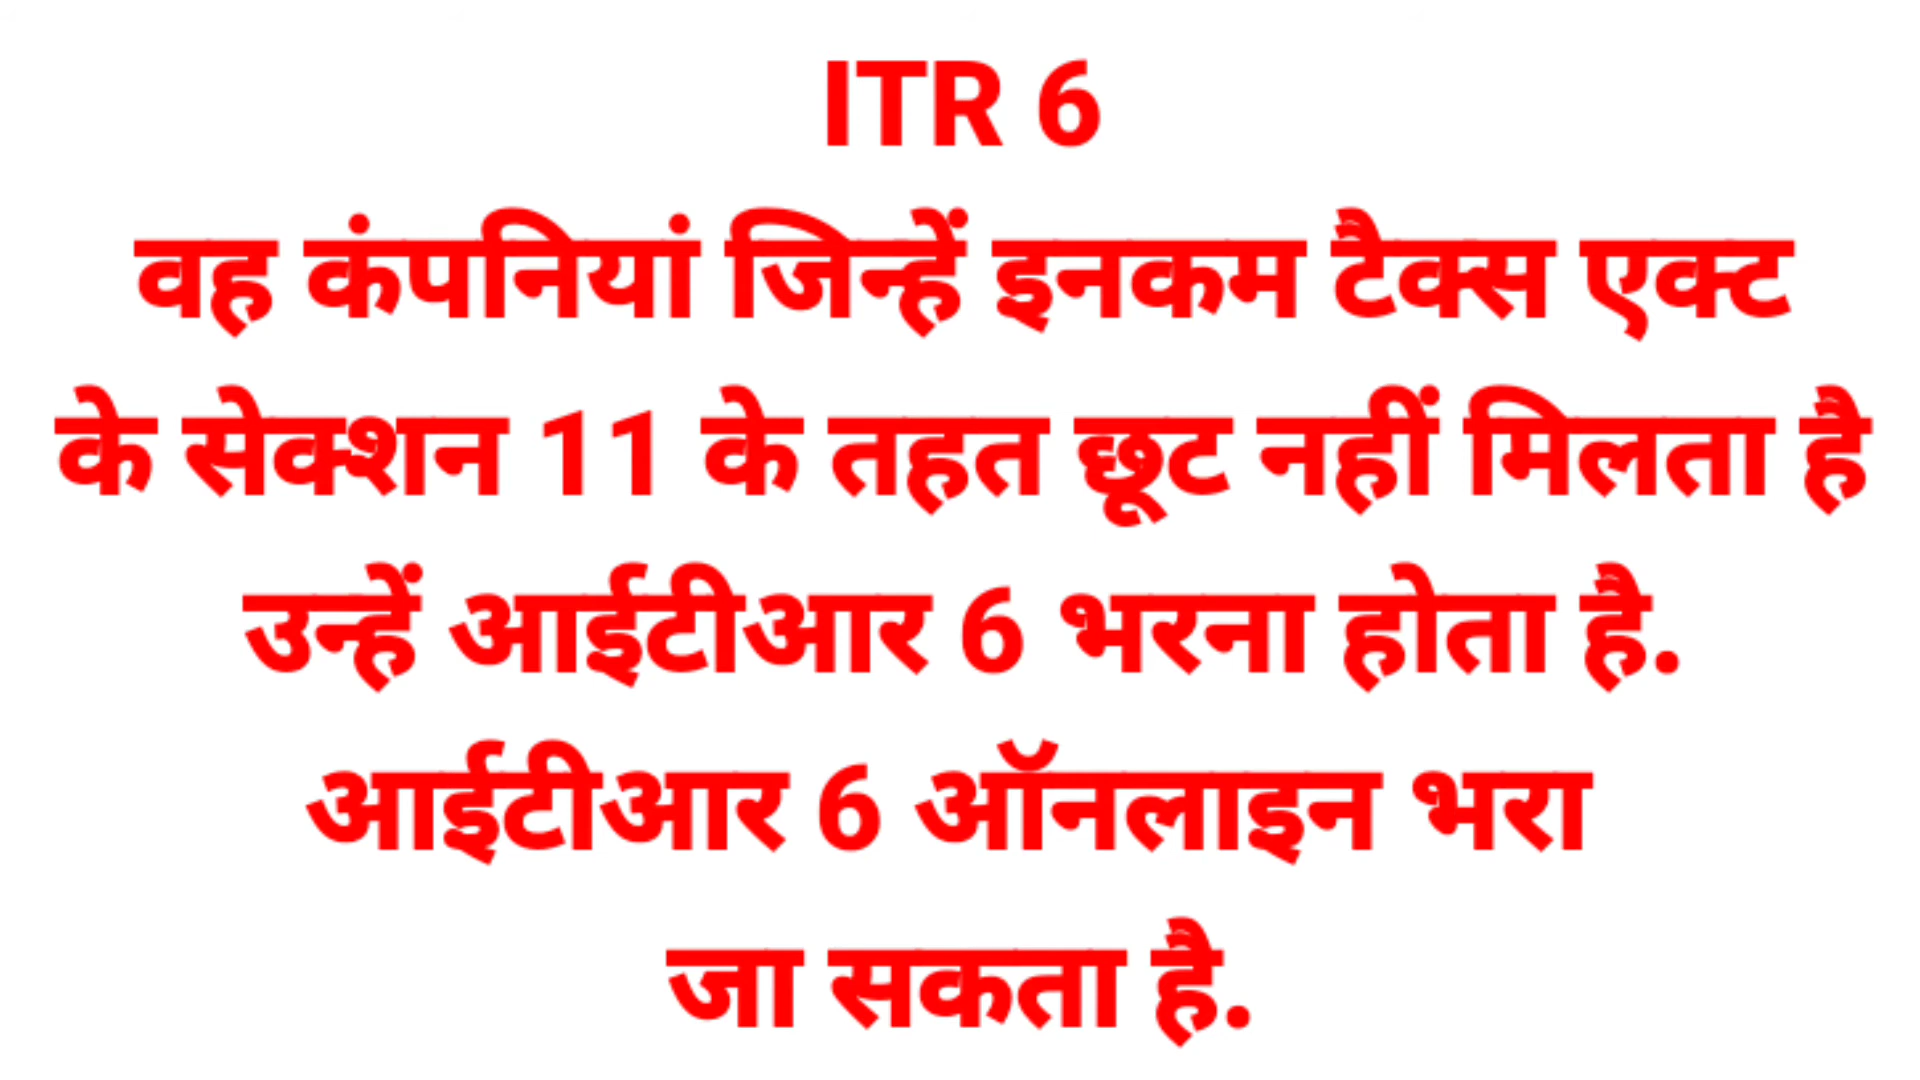 ITR 6
वह कंपनियां जिन्हें इनकम टैक्स एक्ट
के सेक्शन 11 के तहत छूट नहीं मिलता है
उन्हें आईटीआर 6 भरना होता है.
आईटीआर 6 ऑनलाइन भरा
जा सकता है.